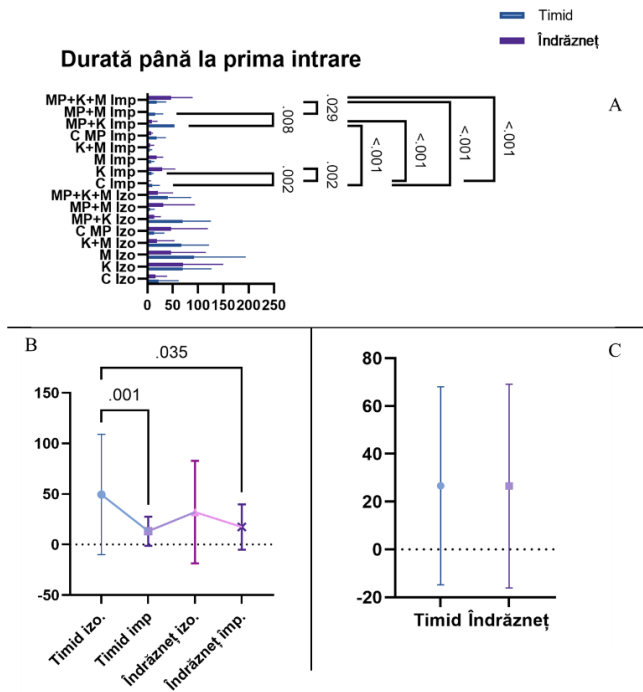 Timid
Îndrăzneț
Durată până la prima intrare
A
MP+K+M Imp
MP+M Imp
MP+K Imp
C MP Imp
K+M Imp
M Imp
K Imp
C Imp
MP+K+M Izo
MP+M Izo
MP+K Izo
C MP Izo
K+M Izo
M Izo
K Izo
C Izo
0 50 100 150 200 250
.008
.029
.002
.002
<.001
<.001
<.001
<.001
B
.035
.001
150
100
50
0
-50
Timid izo.
Timid imp
Îndrăzneț izo.
Îndrăzneț împ.
C
80
60
40
20
0
-20
Timid Îndrăzneț